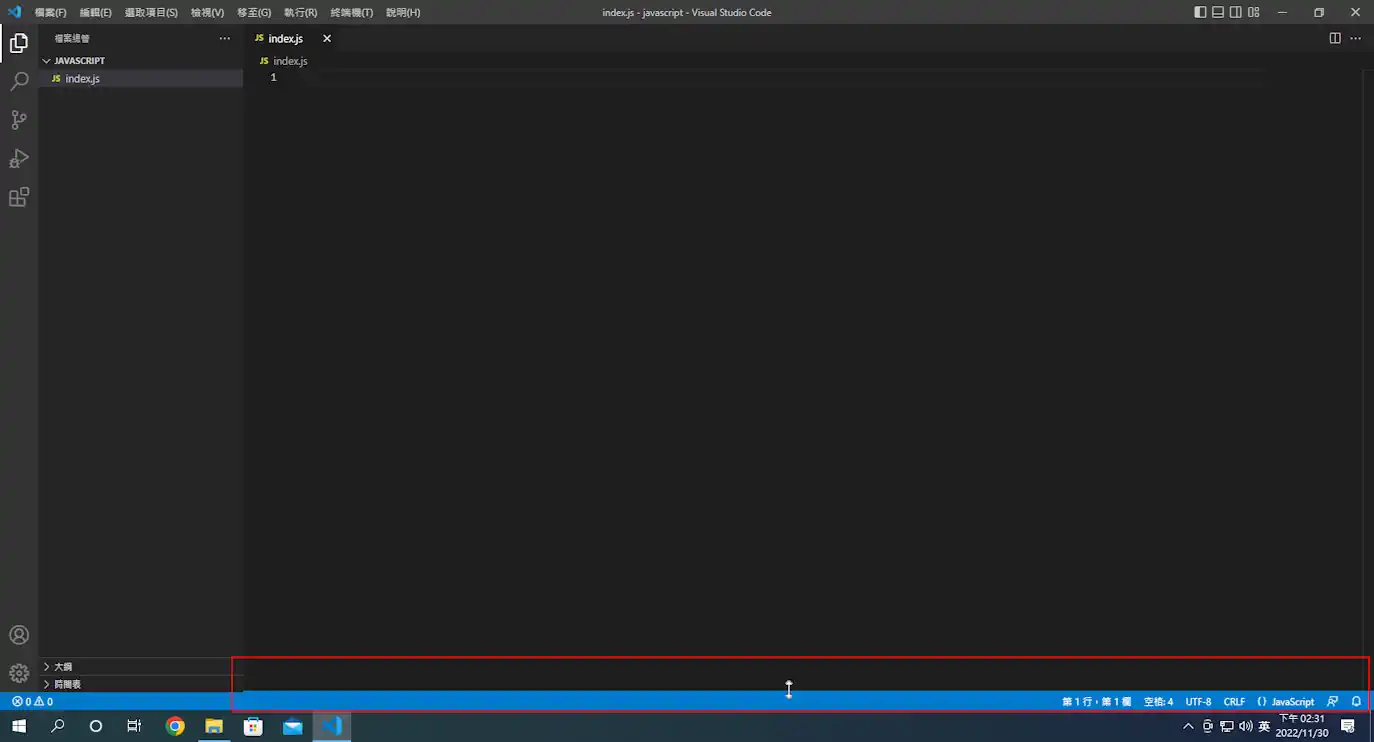 檔案(F) 編輯(E) 選取項目(S) 檢視(V) 移至(G) 執行(R) 終端機(T) 說明(H) index.js - javascript - Visual Studio Code
檔案總管 ···
JS index.js
JAVASCRIPT
JS index.js
JS index.js
1
大綱
時間表
0 0 第 1 行，第 1 欄 空格: 4 UTF-8 CRLF {} JavaScript
英 下午 02:31
2022/11/30